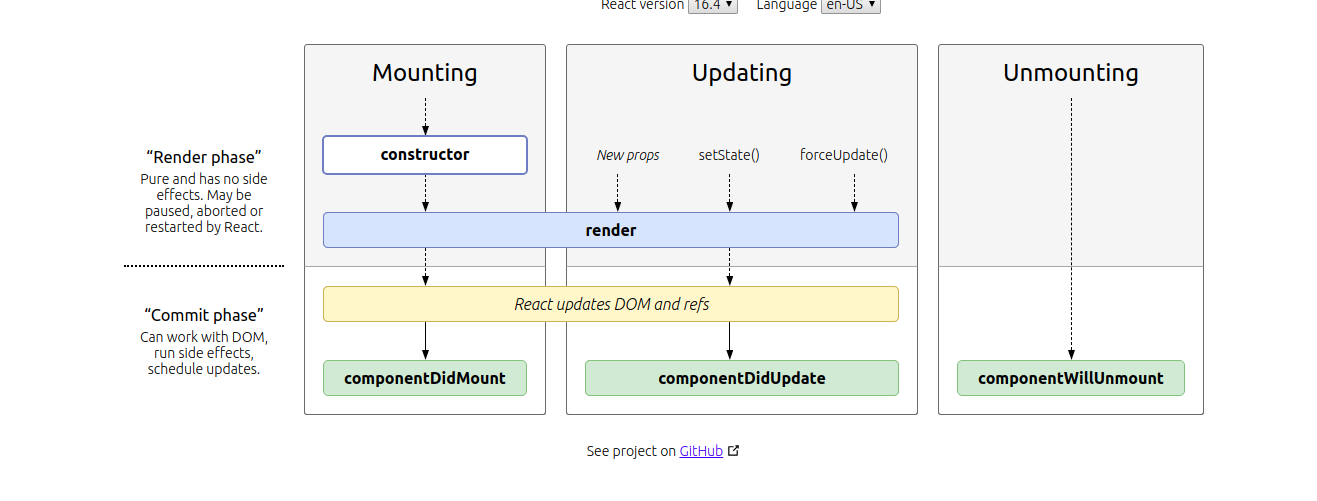 React version 16.4 Language en-US
Mounting
Updating
Unmounting
“Render phase”
Pure and has no side
effects. May be
paused, aborted or
restarted by React.
constructor
New props
setState()
forceUpdate()
render
“Commit phase”
Can work with DOM,
run side effects,
schedule updates.
React updates DOM and refs
componentDidMount
componentDidUpdate
componentWillUnmount
See project on GitHub